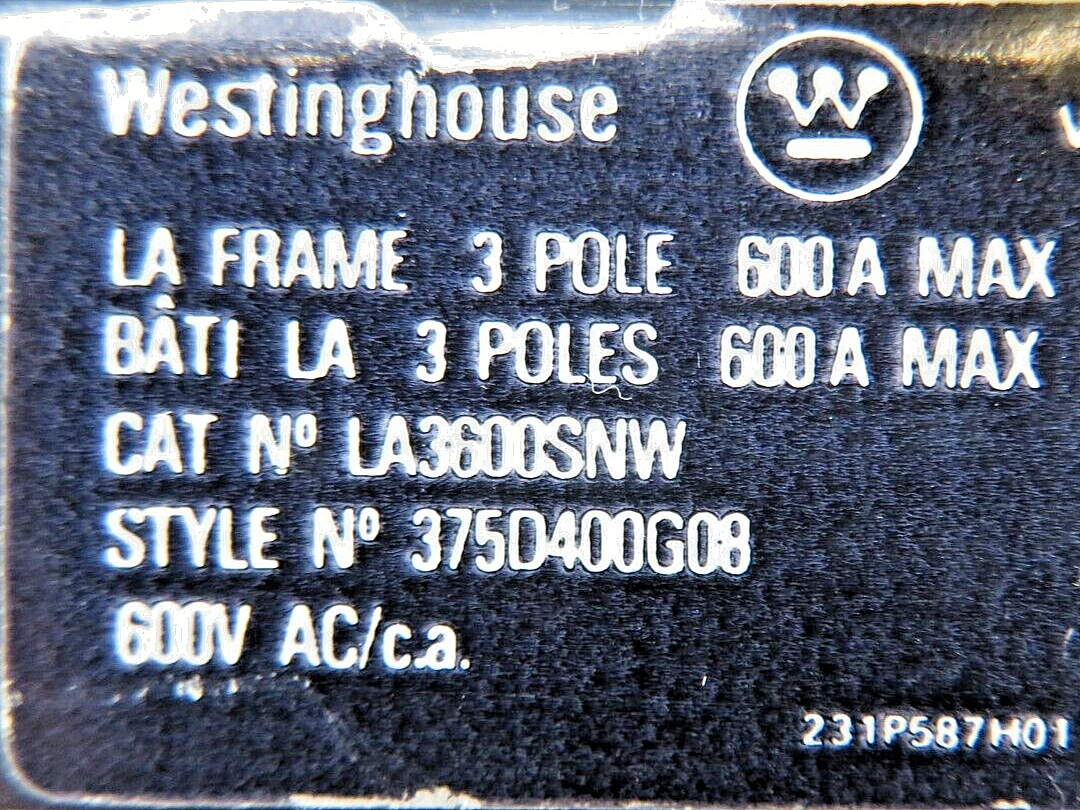 Westinghouse
LA FRAME 3 POLE 600 A MAX
BÂTI LA 3 POLES 600 A MAX
CAT Nº LA3600SNW
STYLE Nº 375D400G08
600V AC/c.a.
231P587H01